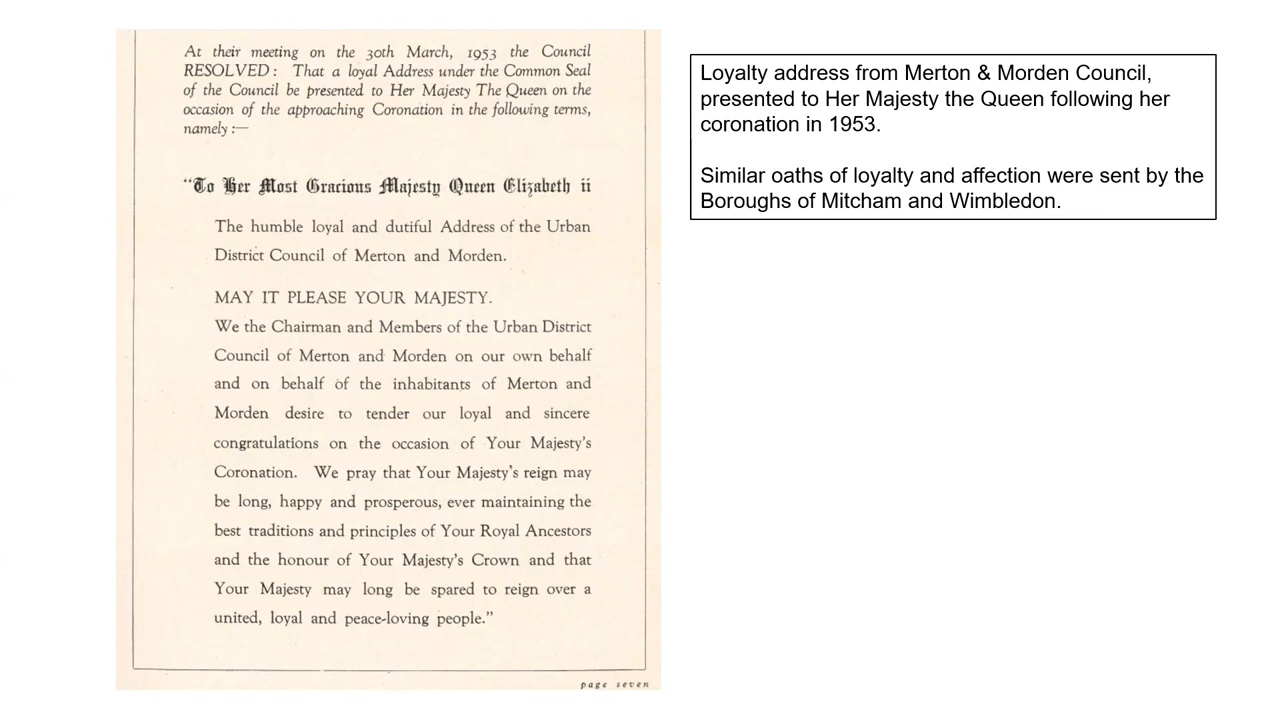 At their meeting on the 30th March, 1953 the Council
RESOLVED : That a loyal Address under the Common Seal
of the Council be presented to Her Majesty The Queen on the
occasion of the approaching Coronation in the following terms,
namely :—
“To Her Most Gracious Majesty Queen Elizabeth ii
The humble loyal and dutiful Address of the Urban
District Council of Merton and Morden.
MAY IT PLEASE YOUR MAJESTY.
We the Chairman and Members of the Urban District
Council of Merton and Morden on our own behalf
and on behalf of the inhabitants of Merton and
Morden desire to tender our loyal and sincere
congratulations on the occasion of Your Majesty’s
Coronation. We pray that Your Majesty’s reign may
be long, happy and prosperous, ever maintaining the
best traditions and principles of Your Royal Ancestors
and the honour of Your Majesty’s Crown and that
Your Majesty may long be spared to reign over a
united, loyal and peace-loving people.”
page seven
Loyalty address from Merton & Morden Council,
presented to Her Majesty the Queen following her
coronation in 1953.
Similar oaths of loyalty and affection were sent by the
Boroughs of Mitcham and Wimbledon.